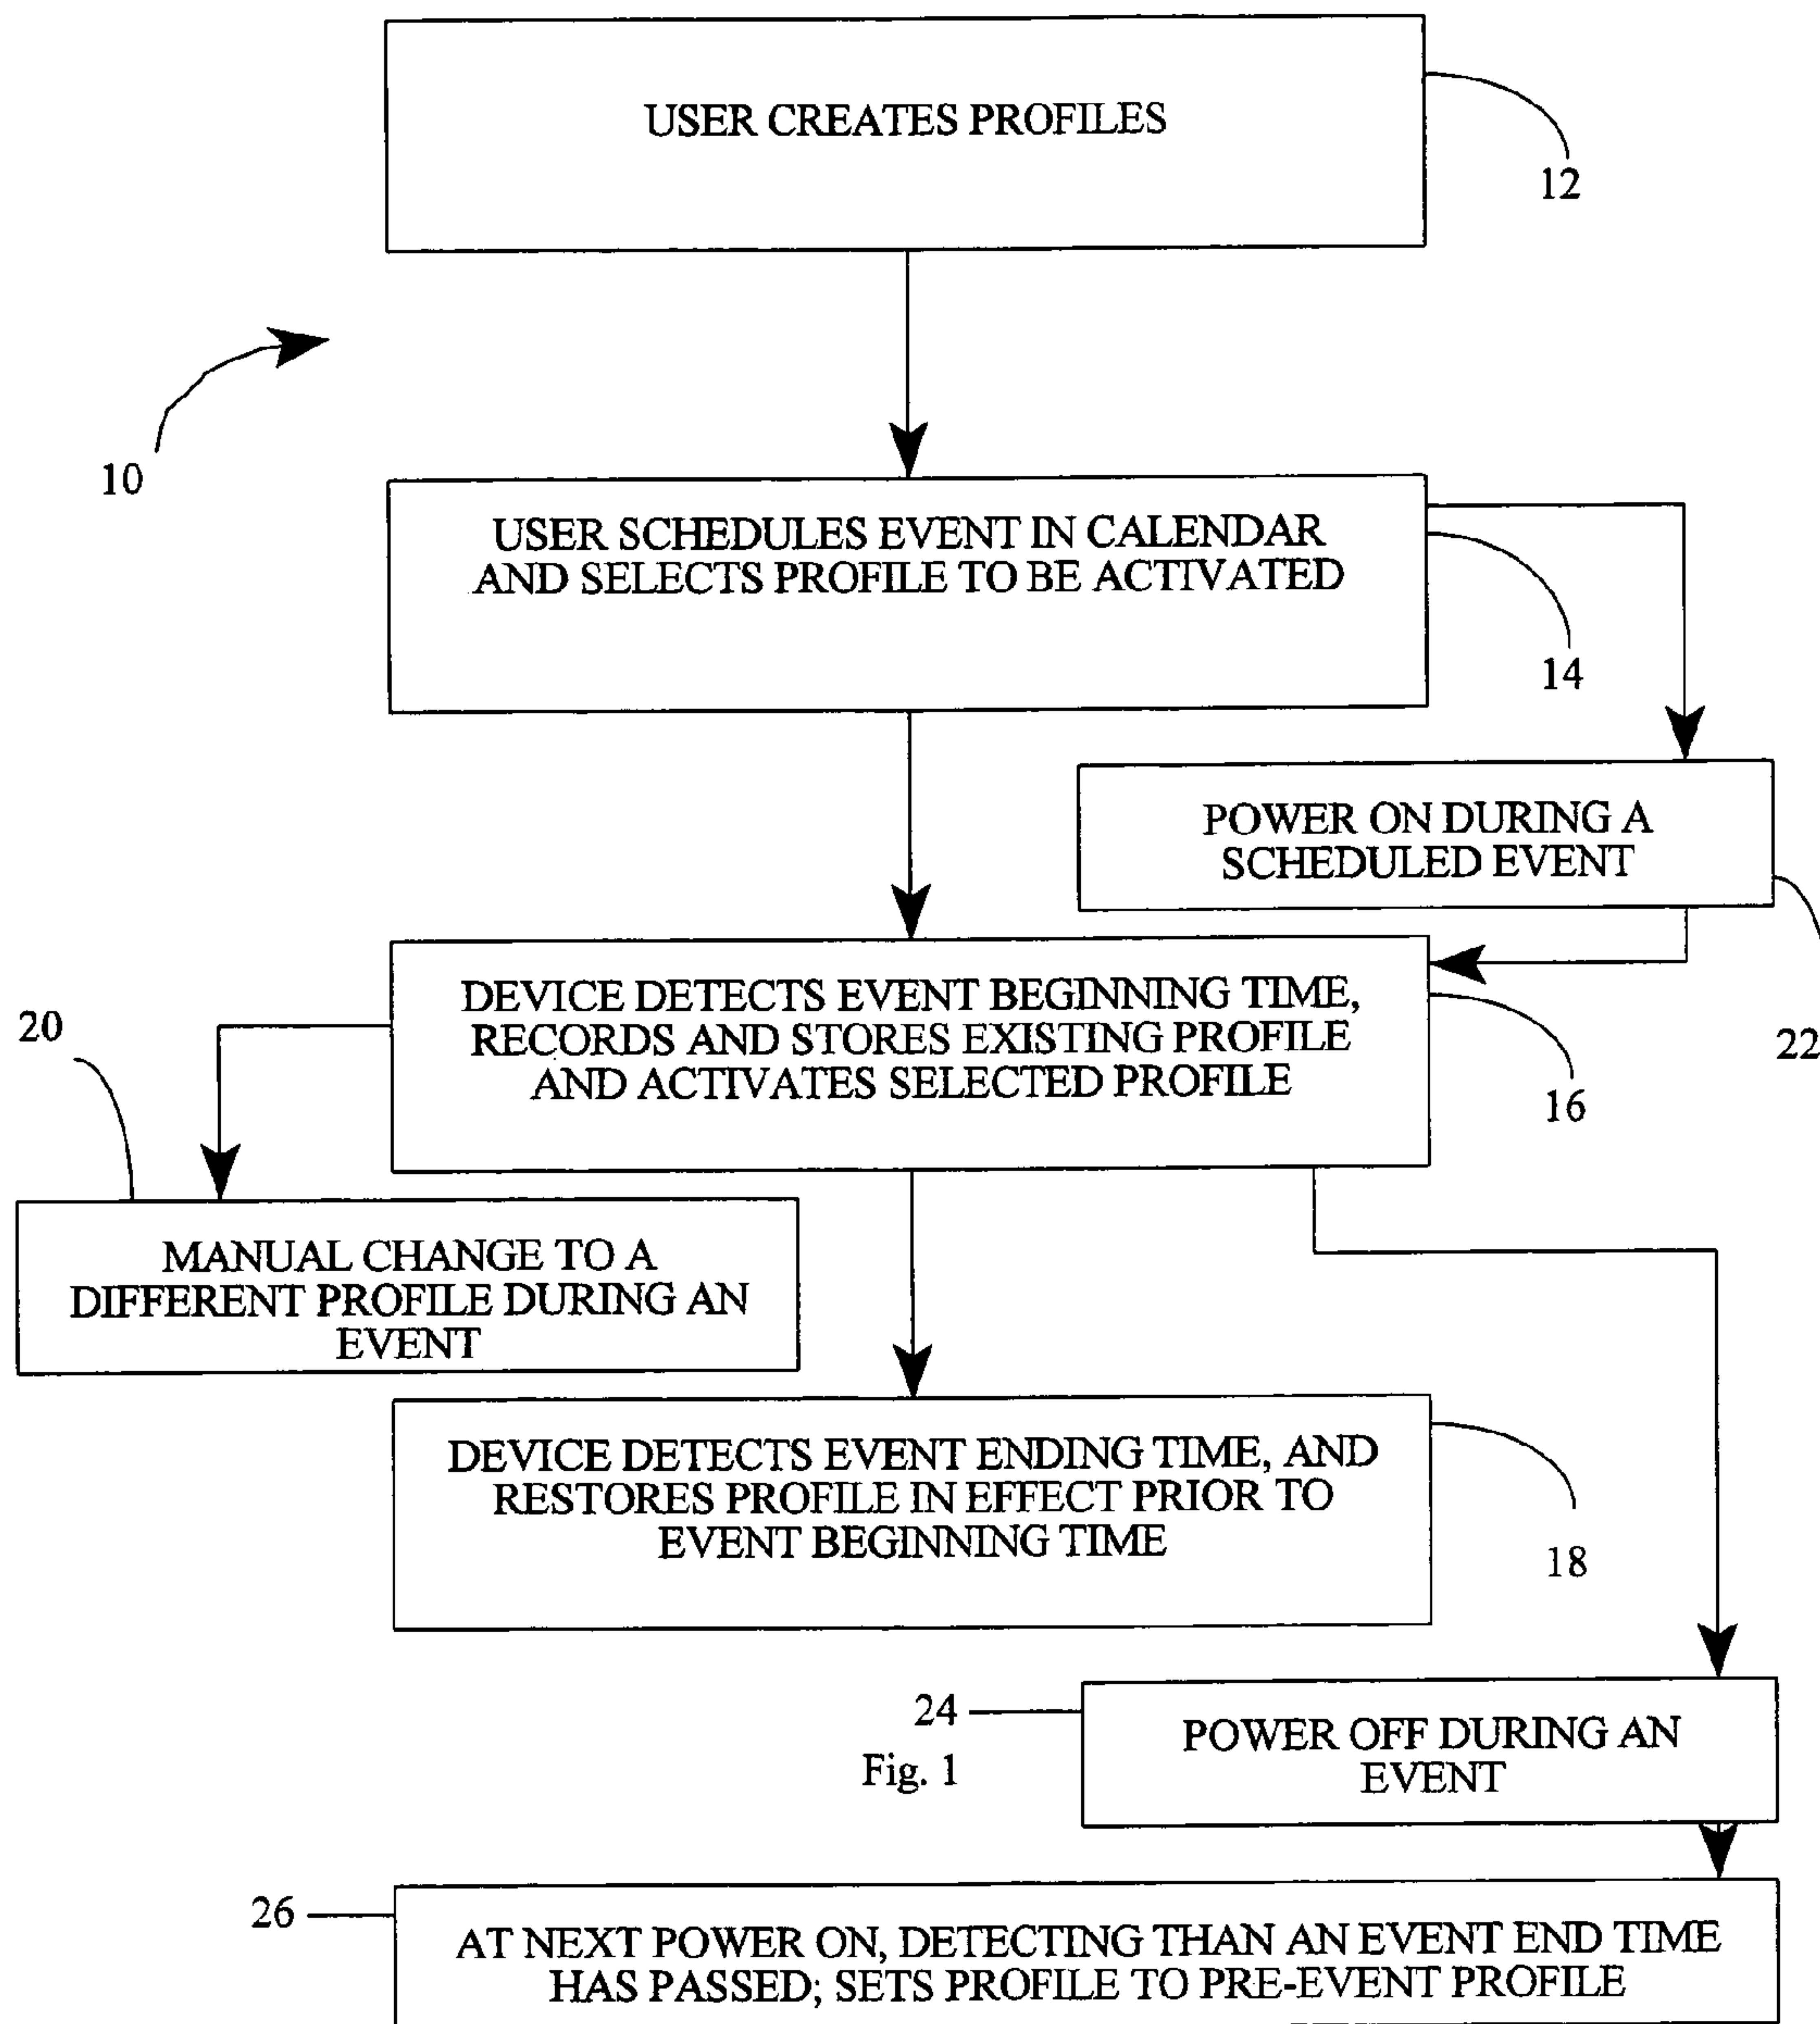 USER CREATES PROFILES
12
10
USER SCHEDULES EVENT IN CALENDAR
AND SELECTS PROFILE TO BE ACTIVATED
14
POWER ON DURING A
SCHEDULED EVENT
22
DEVICE DETECTS EVENT BEGINNING TIME,
RECORDS AND STORES EXISTING PROFILE
AND ACTIVATES SELECTED PROFILE
16
20
MANUAL CHANGE TO A
DIFFERENT PROFILE DURING AN
EVENT
DEVICE DETECTS EVENT ENDING TIME, AND
RESTORES PROFILE IN EFFECT PRIOR TO
EVENT BEGINNING TIME
18
24
POWER OFF DURING AN
EVENT
Fig. 1
26
AT NEXT POWER ON, DETECTING THAN AN EVENT END TIME
HAS PASSED; SETS PROFILE TO PRE-EVENT PROFILE